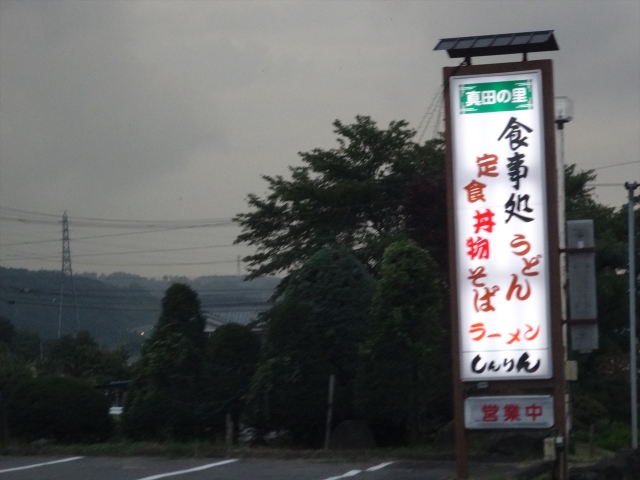 真田の里
食事処
定食
丼物
うどん
そば
ラーメン
しんりん
営業中